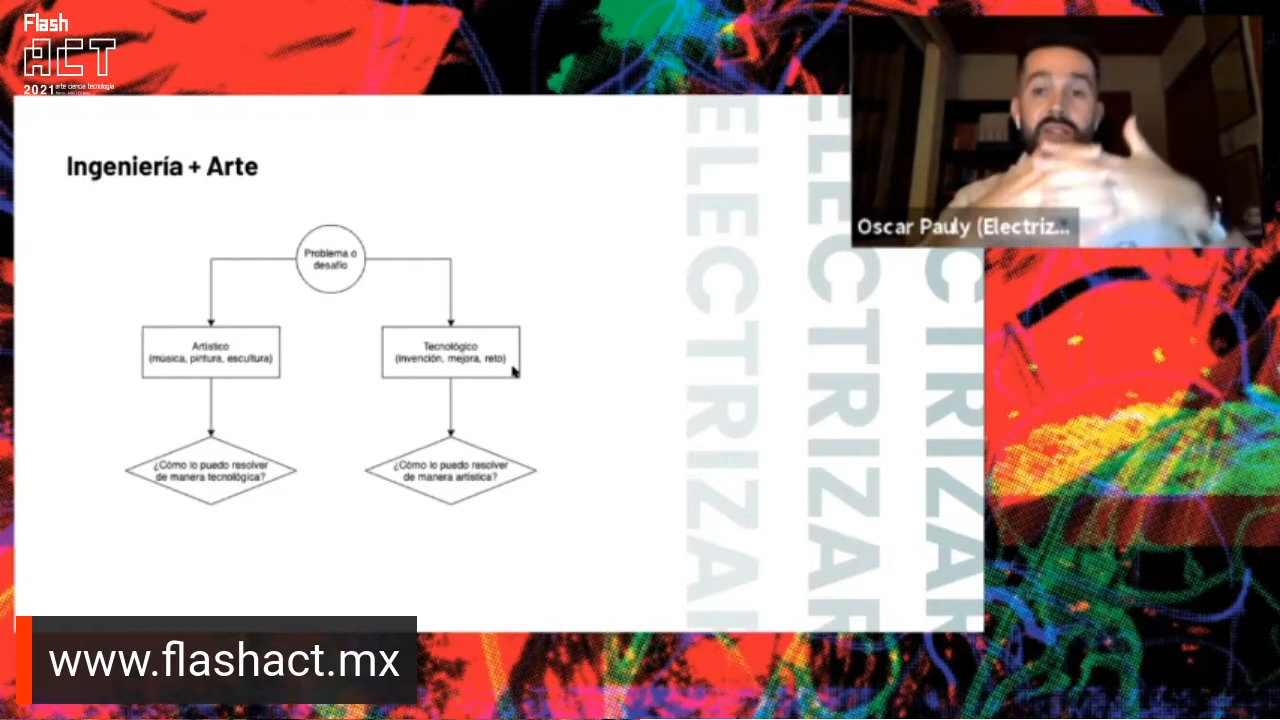 Flash
ACT
2021 arte ciencia tecnología
Ingeniería + Arte
Problema o
desafío
Artístico
(música, pintura, escultura)
Tecnológico
(invención, mejora, reto)
¿Cómo lo puedo resolver
de manera tecnológica?
¿Cómo lo puedo resolver
de manera artística?
ELECTRIZAR
ELECTRIZAR
CTRIZAR
Oscar Pauly (Electriz...
www.flashact.mx